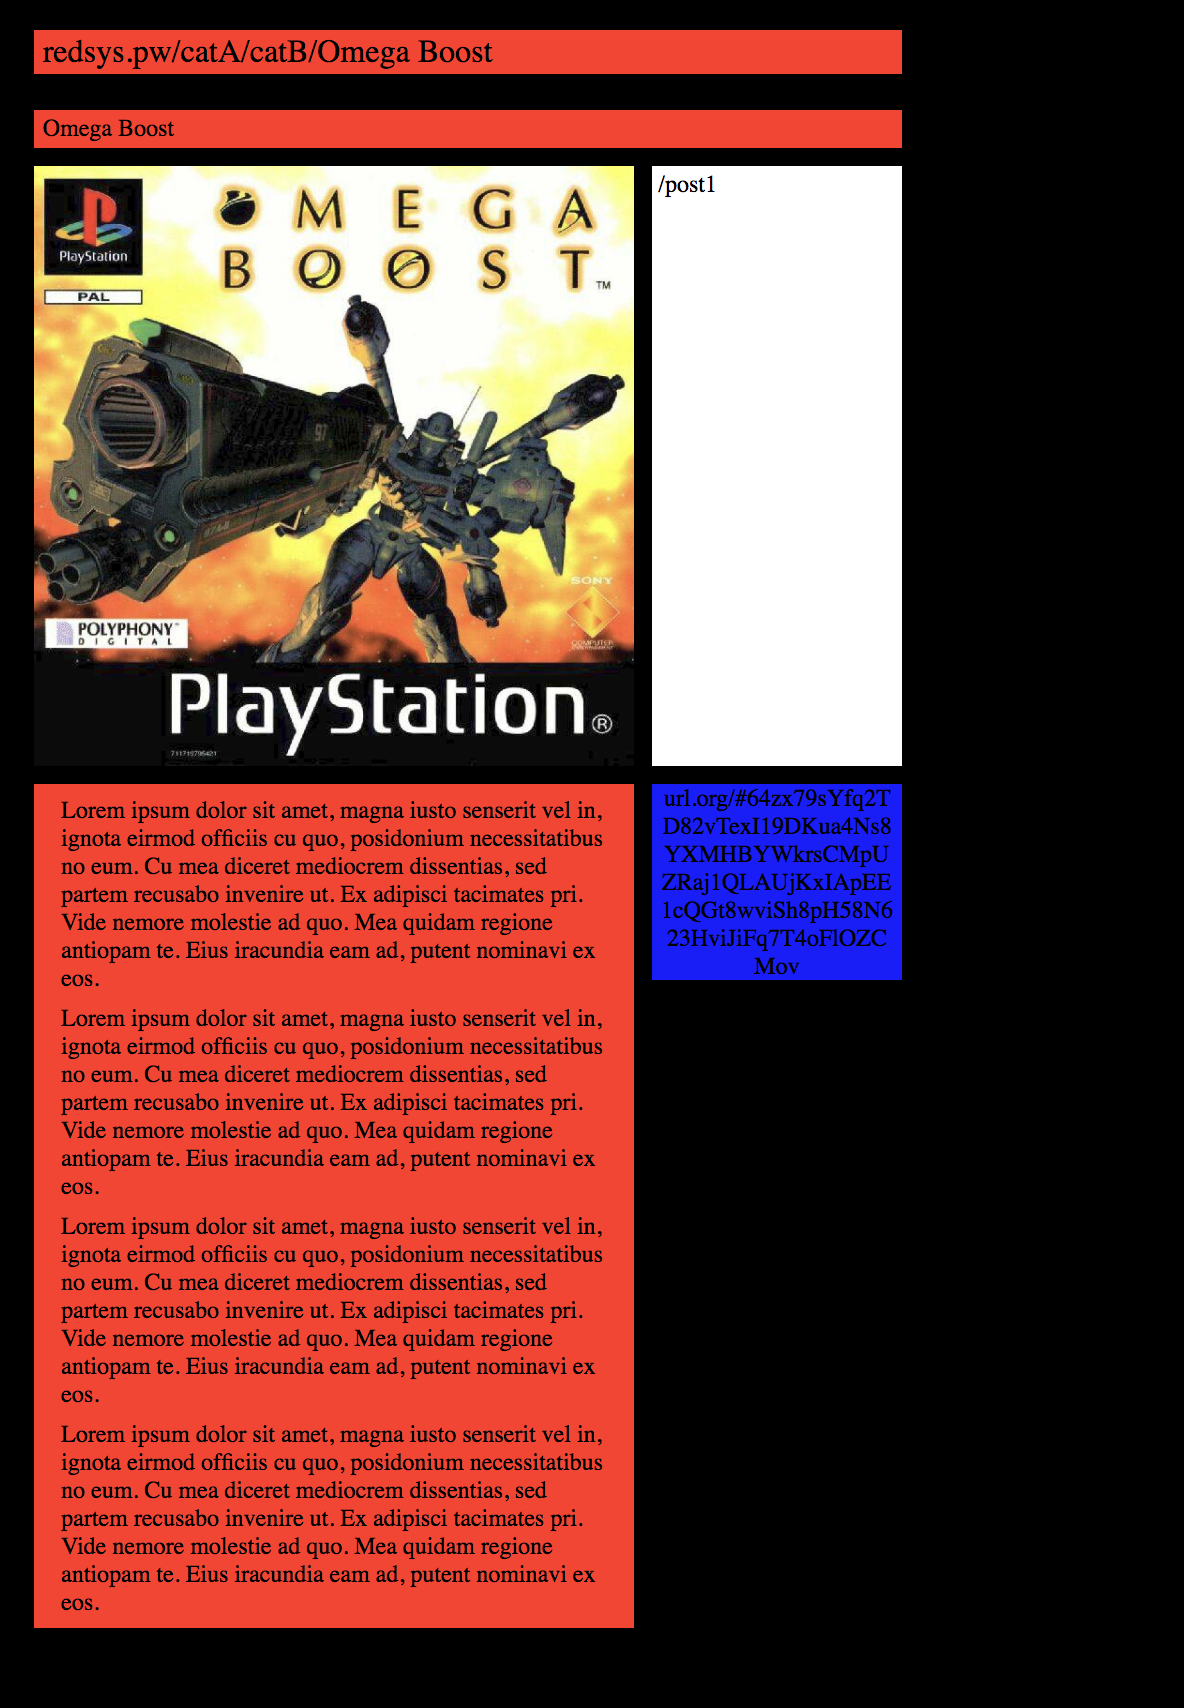 redsys.pw/catA/catB/Omega Boost
Omega Boost
PlayStation
PAL
OMEGA
BOOST™
97
POLYPHONY™
DIGITAL
SONY
COMPUTER
ENTERTAINMENT
PlayStation®
/post1
Lorem ipsum dolor sit amet, magna iusto senserit vel in,
ignota eirmod officiis cu quo, posidonium necessitatibus
no eum. Cu mea diceret mediocrem dissentias, sed
partem recusabo invenire ut. Ex adipisci tacimates pri.
Vide nemore molestie ad quo. Mea quidam regione
antiopam te. Eius iracundia eam ad, putent nominavi ex
eos.
Lorem ipsum dolor sit amet, magna iusto senserit vel in,
ignota eirmod officiis cu quo, posidonium necessitatibus
no eum. Cu mea diceret mediocrem dissentias, sed
partem recusabo invenire ut. Ex adipisci tacimates pri.
Vide nemore molestie ad quo. Mea quidam regione
antiopam te. Eius iracundia eam ad, putent nominavi ex
eos.
Lorem ipsum dolor sit amet, magna iusto senserit vel in,
ignota eirmod officiis cu quo, posidonium necessitatibus
no eum. Cu mea diceret mediocrem dissentias, sed
partem recusabo invenire ut. Ex adipisci tacimates pri.
Vide nemore molestie ad quo. Mea quidam regione
antiopam te. Eius iracundia eam ad, putent nominavi ex
eos.
Lorem ipsum dolor sit amet, magna iusto senserit vel in,
ignota eirmod officiis cu quo, posidonium necessitatibus
no eum. Cu mea diceret mediocrem dissentias, sed
partem recusabo invenire ut. Ex adipisci tacimates pri.
Vide nemore molestie ad quo. Mea quidam regione
antiopam te. Eius iracundia eam ad, putent nominavi ex
eos.
url.org/#64zx79sYfq2T
D82vTexI19DKua4Ns8
YXMHBYWkrsCMpU
ZRaj1QLAUjKxIApEE
1cQGt8wviSh8pH58N6
23HviJiFq7T4oFlOZC
Mov